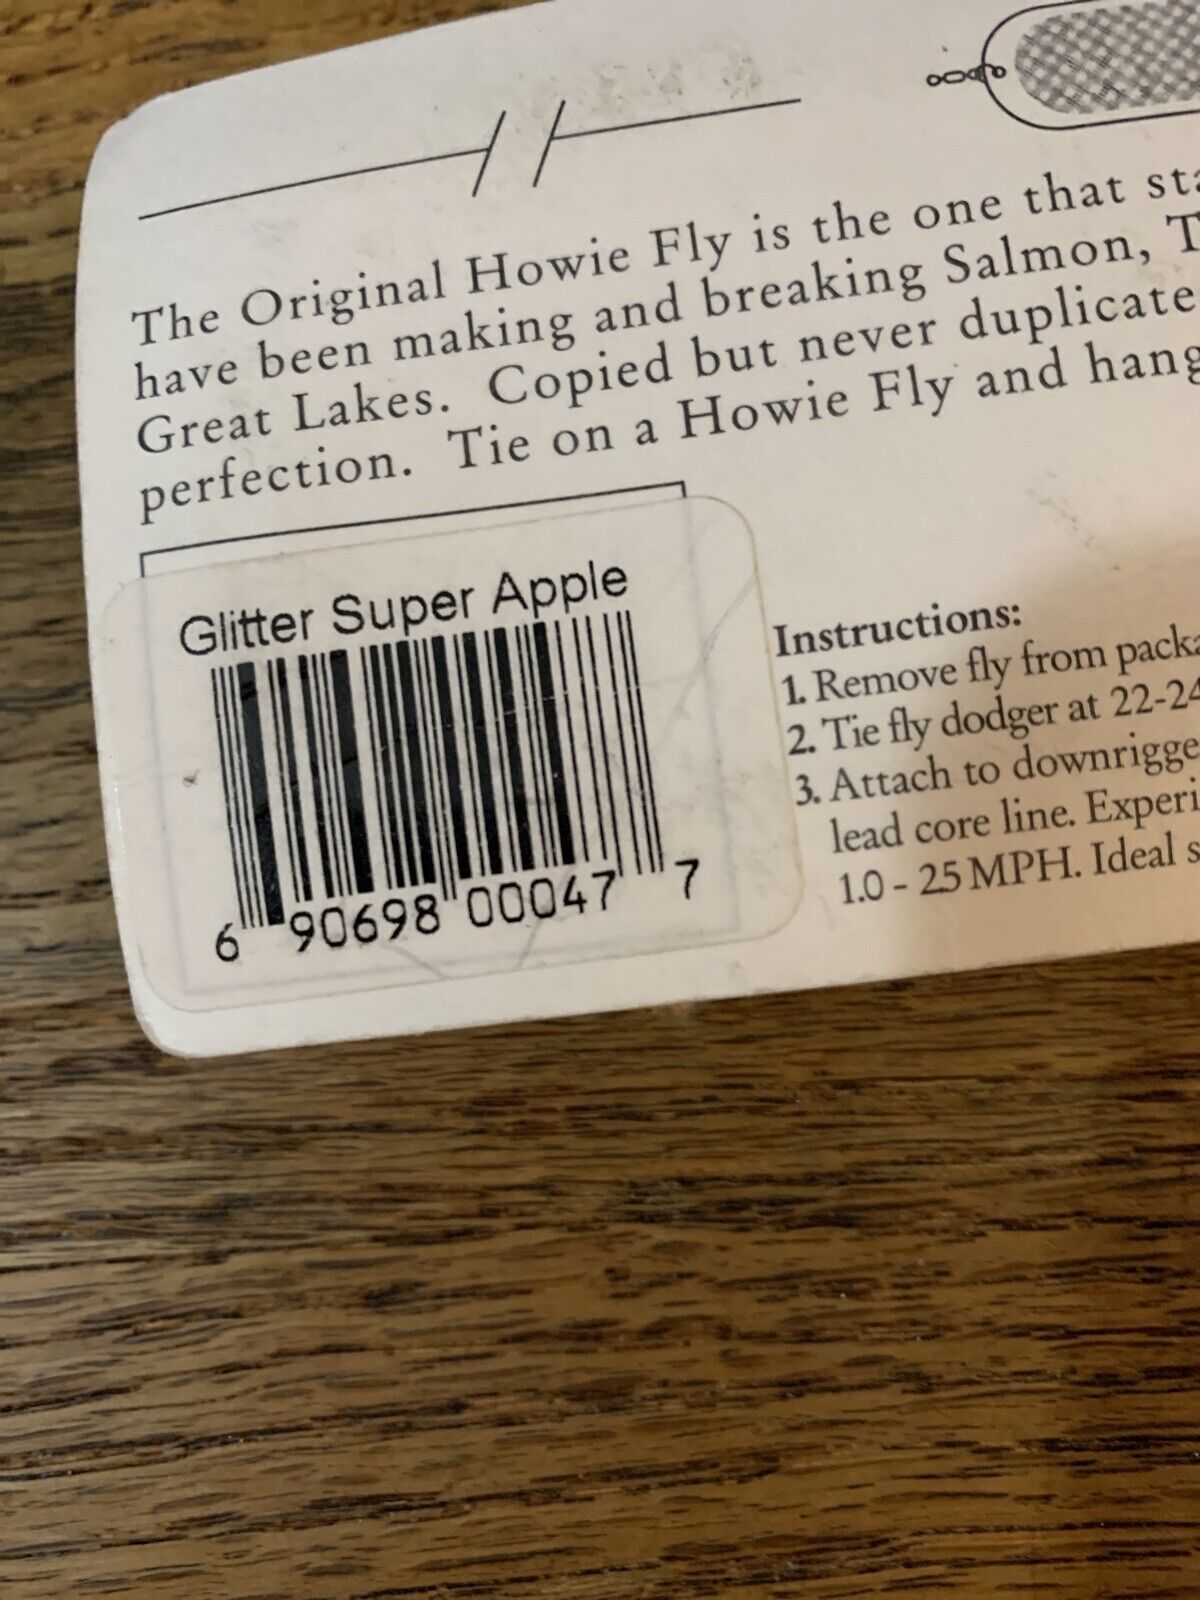 The Original Howie Fly is the one that
have been making and breaking Salmon,
Great Lakes. Copied but never duplicate
perfection. Tie on a Howie Fly and hang
Glitter Super Apple
6 90698 00047 7
Instructions:
1. Remove fly from
2. Tie fly dodger at 22-24
3. Attach to downrigge
lead core line. Experi
1.0 - 25 MPH. Ideal